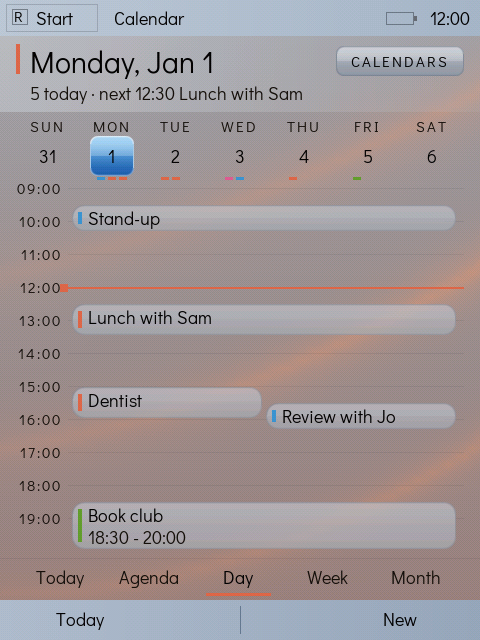 R Start Calendar 12:00
Monday, Jan 1
CALENDARS
5 today · next 12:30 Lunch with Sam
SUN MON TUE WED THU FRI SAT
31 1 2 3 4 5 6
09:00
10:00 Stand-up
11:00
12:00
13:00 Lunch with Sam
14:00
15:00
Dentist
16:00 Review with Jo
17:00
18:00
19:00 Book club
18:30 - 20:00
Today Agenda Day Week Month
Today New